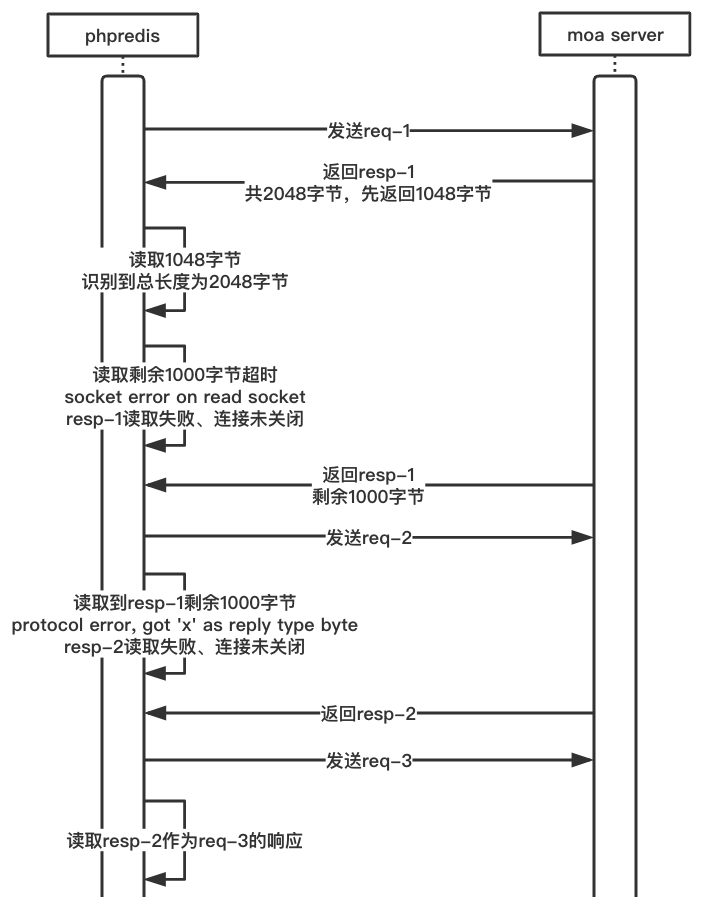 phpredis
moa server
发送req-1
返回resp-1
共2048字节，先返回1048字节
读取1048字节
识别到总长度为2048字节
读取剩余1000字节超时
socket error on read socket
resp-1读取失败、连接未关闭
返回resp-1
剩余1000字节
发送req-2
读取到resp-1剩余1000字节
protocol error, got 'x' as reply type byte
resp-2读取失败、连接未关闭
返回resp-2
发送req-3
读取resp-2作为req-3的响应